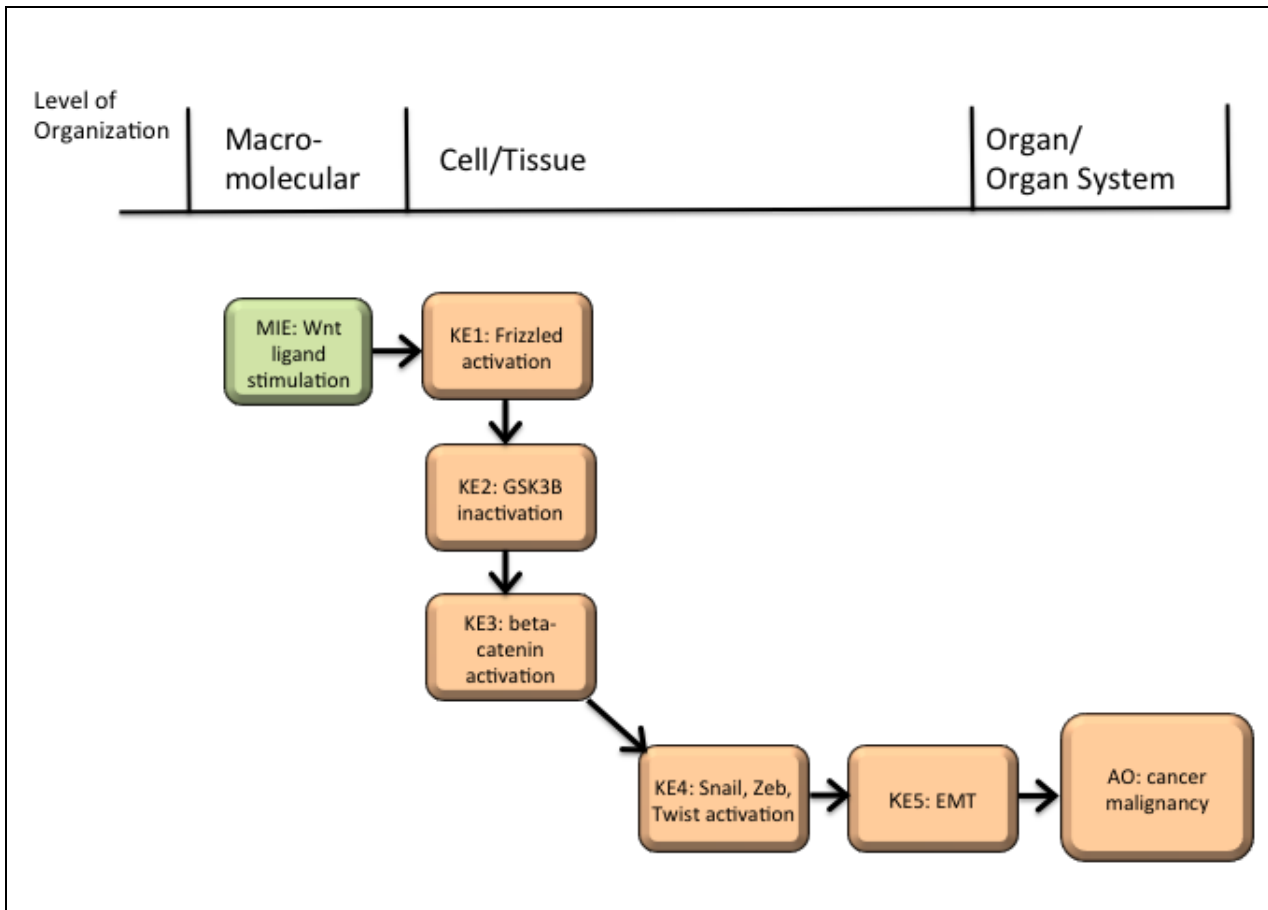 Level of
Organization
Macro-
molecular
Cell/Tissue
Organ/
Organ System
MIE: Wnt
ligand
stimulation
KE1: Frizzled
activation
KE2: GSK3B
inactivation
KE3: beta-
catenin
activation
KE4: Snail, Zeb,
Twist activation
KE5: EMT
AO: cancer
malignancy